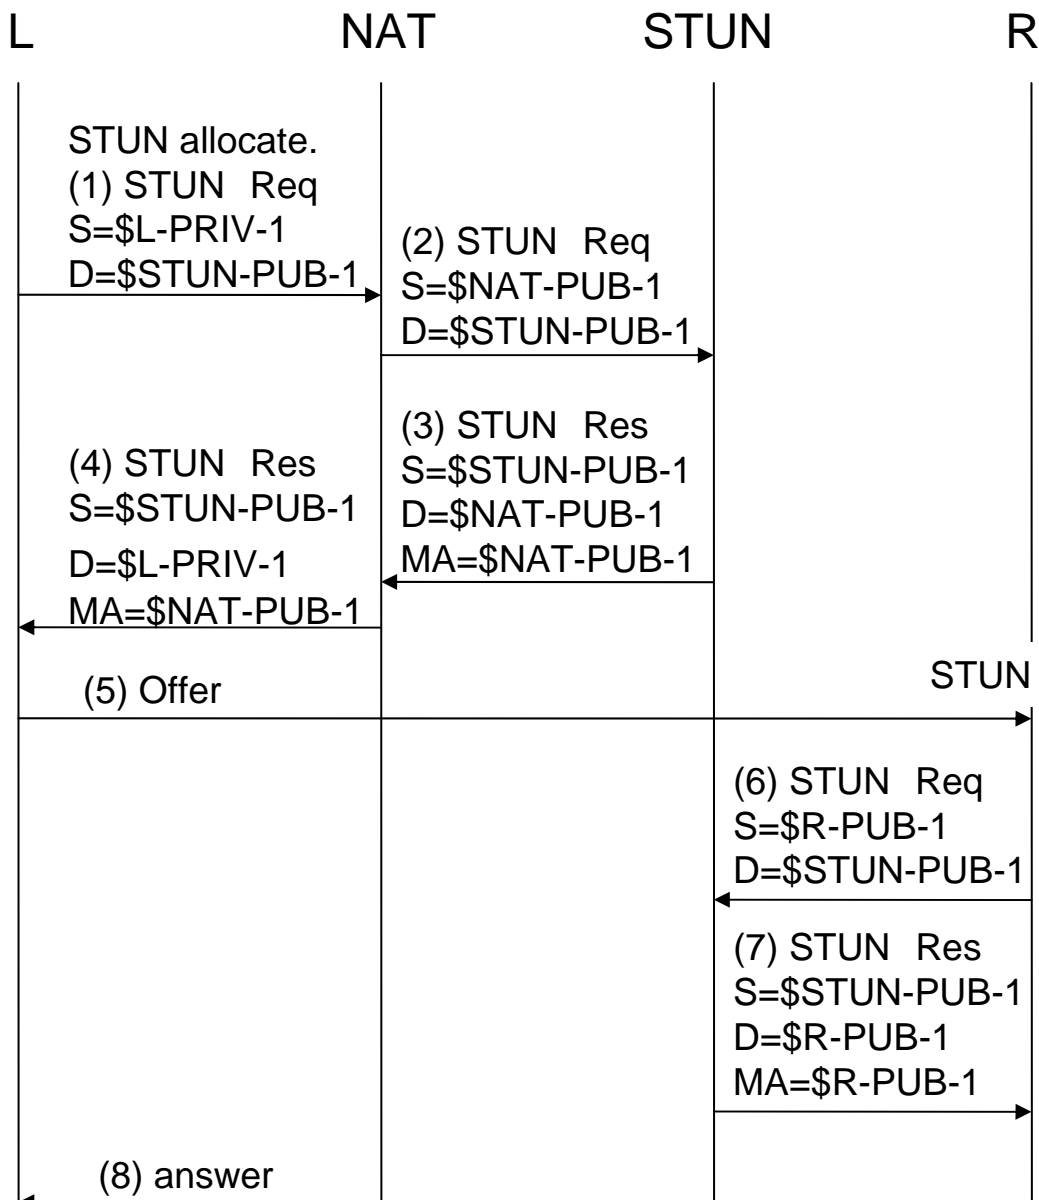 L NAT STUN R
STUN allocate.
(1) STUN Req
S=$L-PRIV-1
D=$STUN-PUB-1
(2) STUN Req
S=$NAT-PUB-1
D=$STUN-PUB-1
(3) STUN Res
S=$STUN-PUB-1
D=$NAT-PUB-1
MA=$NAT-PUB-1
(4) STUN Res
S=$STUN-PUB-1
D=$L-PRIV-1
MA=$NAT-PUB-1
(5) Offer
STUN
(6) STUN Req
S=$R-PUB-1
D=$STUN-PUB-1
(7) STUN Res
S=$STUN-PUB-1
D=$R-PUB-1
MA=$R-PUB-1
(8) answer